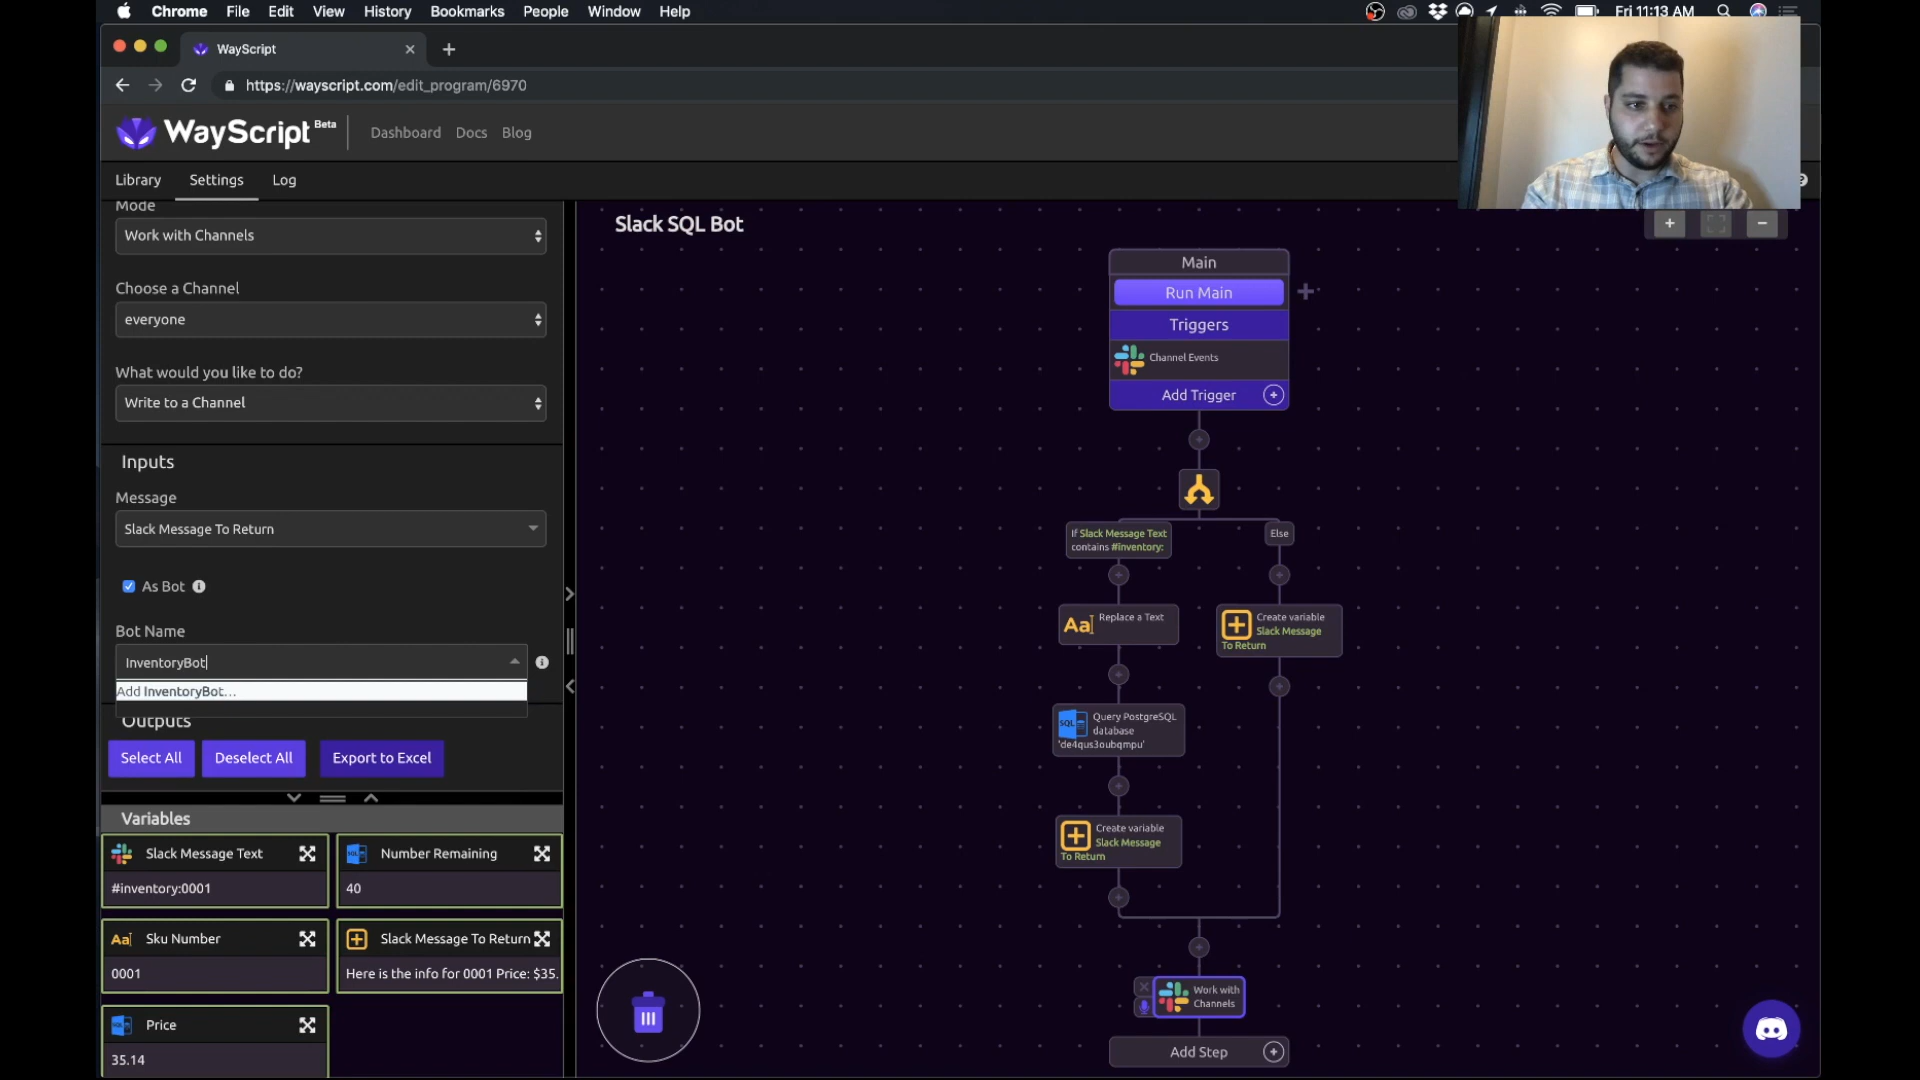 Chrome File Edit View History Bookmarks People Window Help Fri 11:13 AM
WayScript
https://wayscript.com/edit_program/6970
WayScript Beta Dashboard Docs Blog
Library Settings Log
Mode
Work with Channels
Choose a Channel
everyone
What would you like to do?
Write to a Channel
Inputs
Message
Slack Message To Return
As Bot
Bot Name
InventoryBot
Add InventoryBot...
Outputs
Select All Deselect All Export to Excel
Variables
Slack Message Text
#inventory:0001
Number Remaining
40
Sku Number
0001
Slack Message To Return
Here is the info for 0001 Price: $35.
Price
35.14
Slack SQL Bot
Main
Run Main
Triggers
Channel Events
Add Trigger
If Slack Message Text
contains #inventory:
Else
Aa Replace a Text
Create variable
Slack Message
To Return
SQL Query PostgreSQL
database
'de4qus3oubqmpu'
Create variable
Slack Message
To Return
Work with
Channels
Add Step